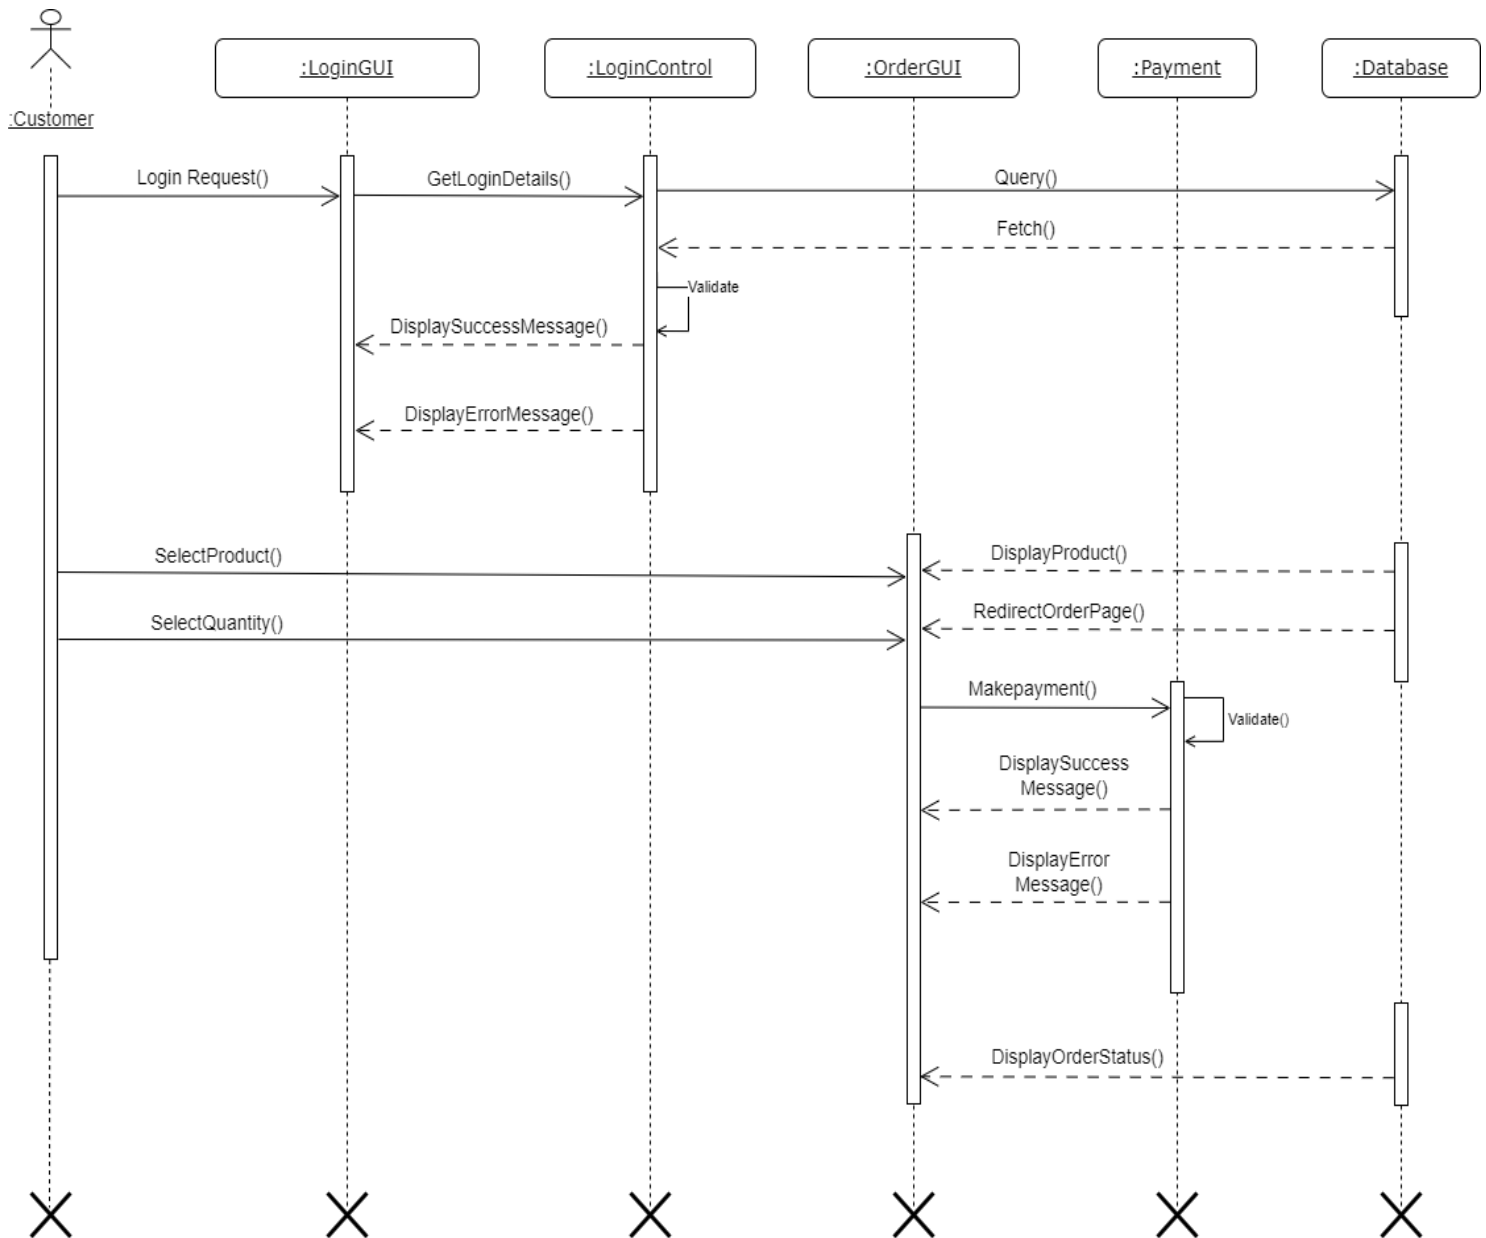 :LoginGUI
:LoginControl
:OrderGUI
:Payment
:Database
:Customer
Login Request()
GetLoginDetails()
Query()
Fetch()
Validate
DisplaySuccessMessage()
DisplayErrorMessage()
SelectProduct()
DisplayProduct()
RedirectOrderPage()
SelectQuantity()
Makepayment()
Validate()
DisplaySuccess
Message()
DisplayError
Message()
DisplayOrderStatus()